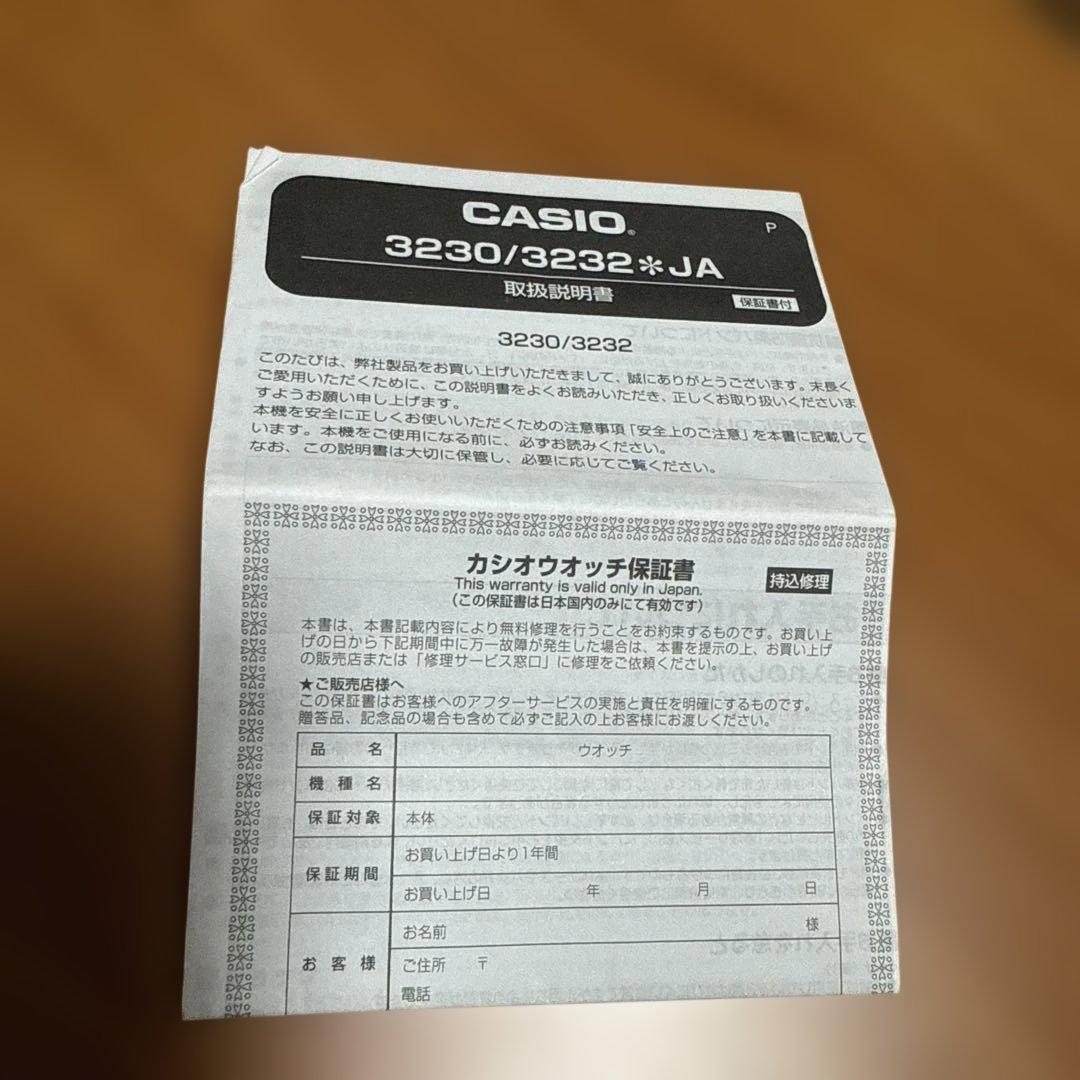 CASIO®
P
3230/3232＊JA
取扱説明書
保証書付
3230/3232
このたびは、弊社製品をお買い上げいただきまして、誠にありがとうございます。末長く
ご愛用いただくために、この説明書をよくお読みいただき、正しくお取り扱いくださいま
すようお願い申し上げます。
本機を安全に正しくお使いいただくための注意事項「安全上のご注意」を本書に記載して
います。本機をご使用になる前に、必ずお読みください。
なお、この説明書は大切に保管し、必要に応じてご覧ください。
カシオウオッチ保証書
持込修理
This warranty is valid only in Japan.
（この保証書は日本国内のみにて有効です）
本書は、本書記載内容により無料修理を行うことをお約束するものです。お買い上
げの日から下記期間中に万一故障が発生した場合は、本書を提示の上、お買い上げ
の販売店または「修理サービス窓口」に修理をご依頼ください。
★ご販売店様へ
この保証書はお客様へのアフターサービスの実施と責任を明確にするものです。
贈答品、記念品の場合も含めて必ずご記入の上お客様にお渡しください。
品名 ウオッチ
機種名
保証対象 本体
保証期間 お買い上げ日より1年間
お買い上げ日 年 月 日
お客様 お名前 様
ご住所 〒
電話